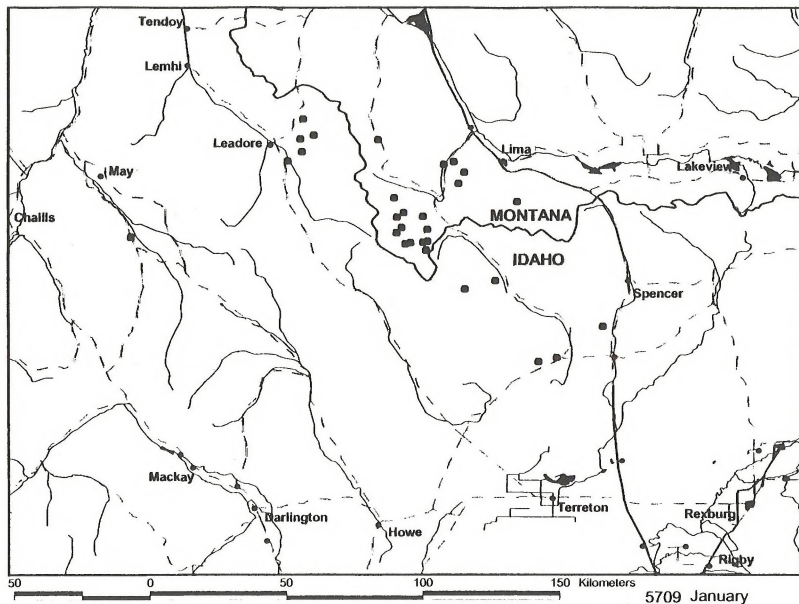 Tendoy
Lemhi
Leadore
Lima
May
Lakeview
Challis
MONTANA
IDAHO
Spencer
Mackay
Darlington
Howe
Terreton
Rexburg
Rigby
50 0 50 100 150 Kilometers
5709 January